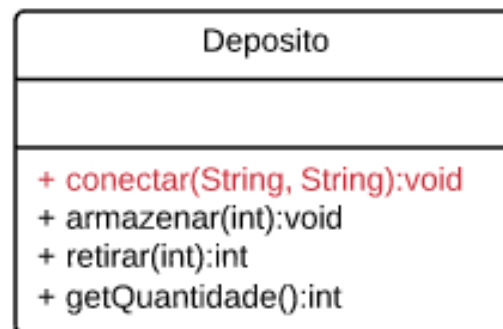 Deposito
+ conectar(String, String):void
+ armazenar(int):void
+ retirar(int):int
+ getQuantidade():int